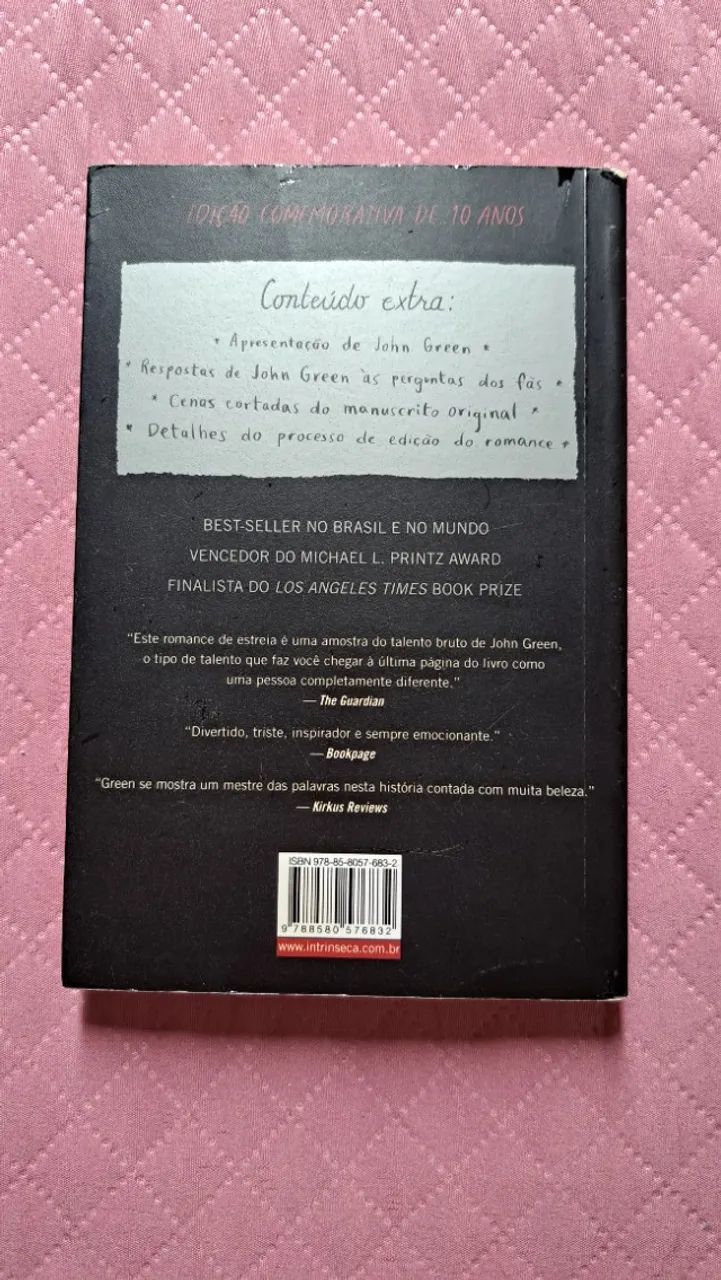 EDIÇÃO COMEMORATIVA DE 10 ANOS
Conteúdo extra:
* Apresentação de John Green *
* Respostas de John Green às perguntas dos fãs *
* Cenas cortadas do manuscrito original *
* Detalhes do processo de edição do romance *
BEST-SELLER NO BRASIL E NO MUNDO
VENCEDOR DO MICHAEL L. PRINTZ AWARD
FINALISTA DO LOS ANGELES TIMES BOOK PRIZE
“Este romance de estreia é uma amostra do talento bruto de John Green,
o tipo de talento que faz você chegar à última página do livro como
uma pessoa completamente diferente.”
— The Guardian
“Divertido, triste, inspirador e sempre emocionante.”
— Bookpage
“Green se mostra um mestre das palavras nesta história contada com muita beleza.”
— Kirkus Reviews
ISBN 978-85-8057-683-2
9 788580 576832
www.intrinseca.com.br